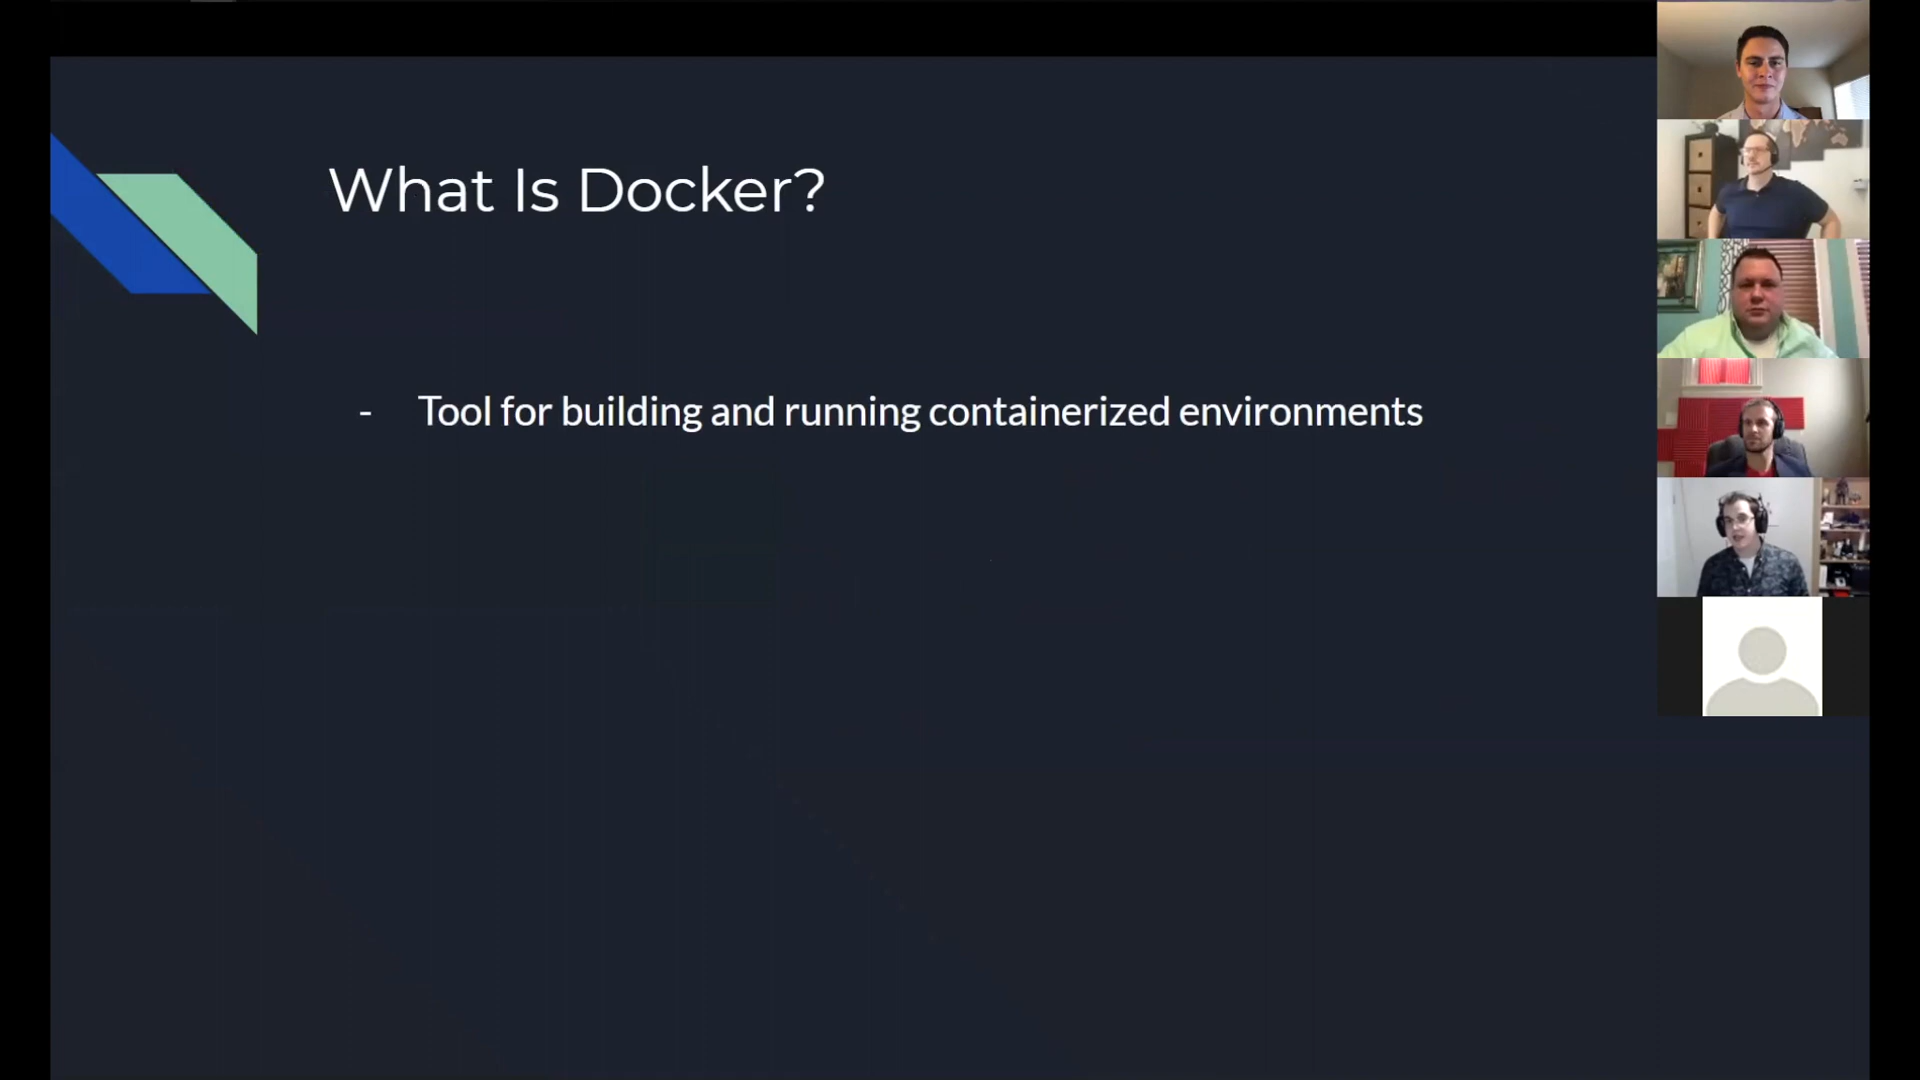 What Is Docker?
- Tool for building and running containerized environments